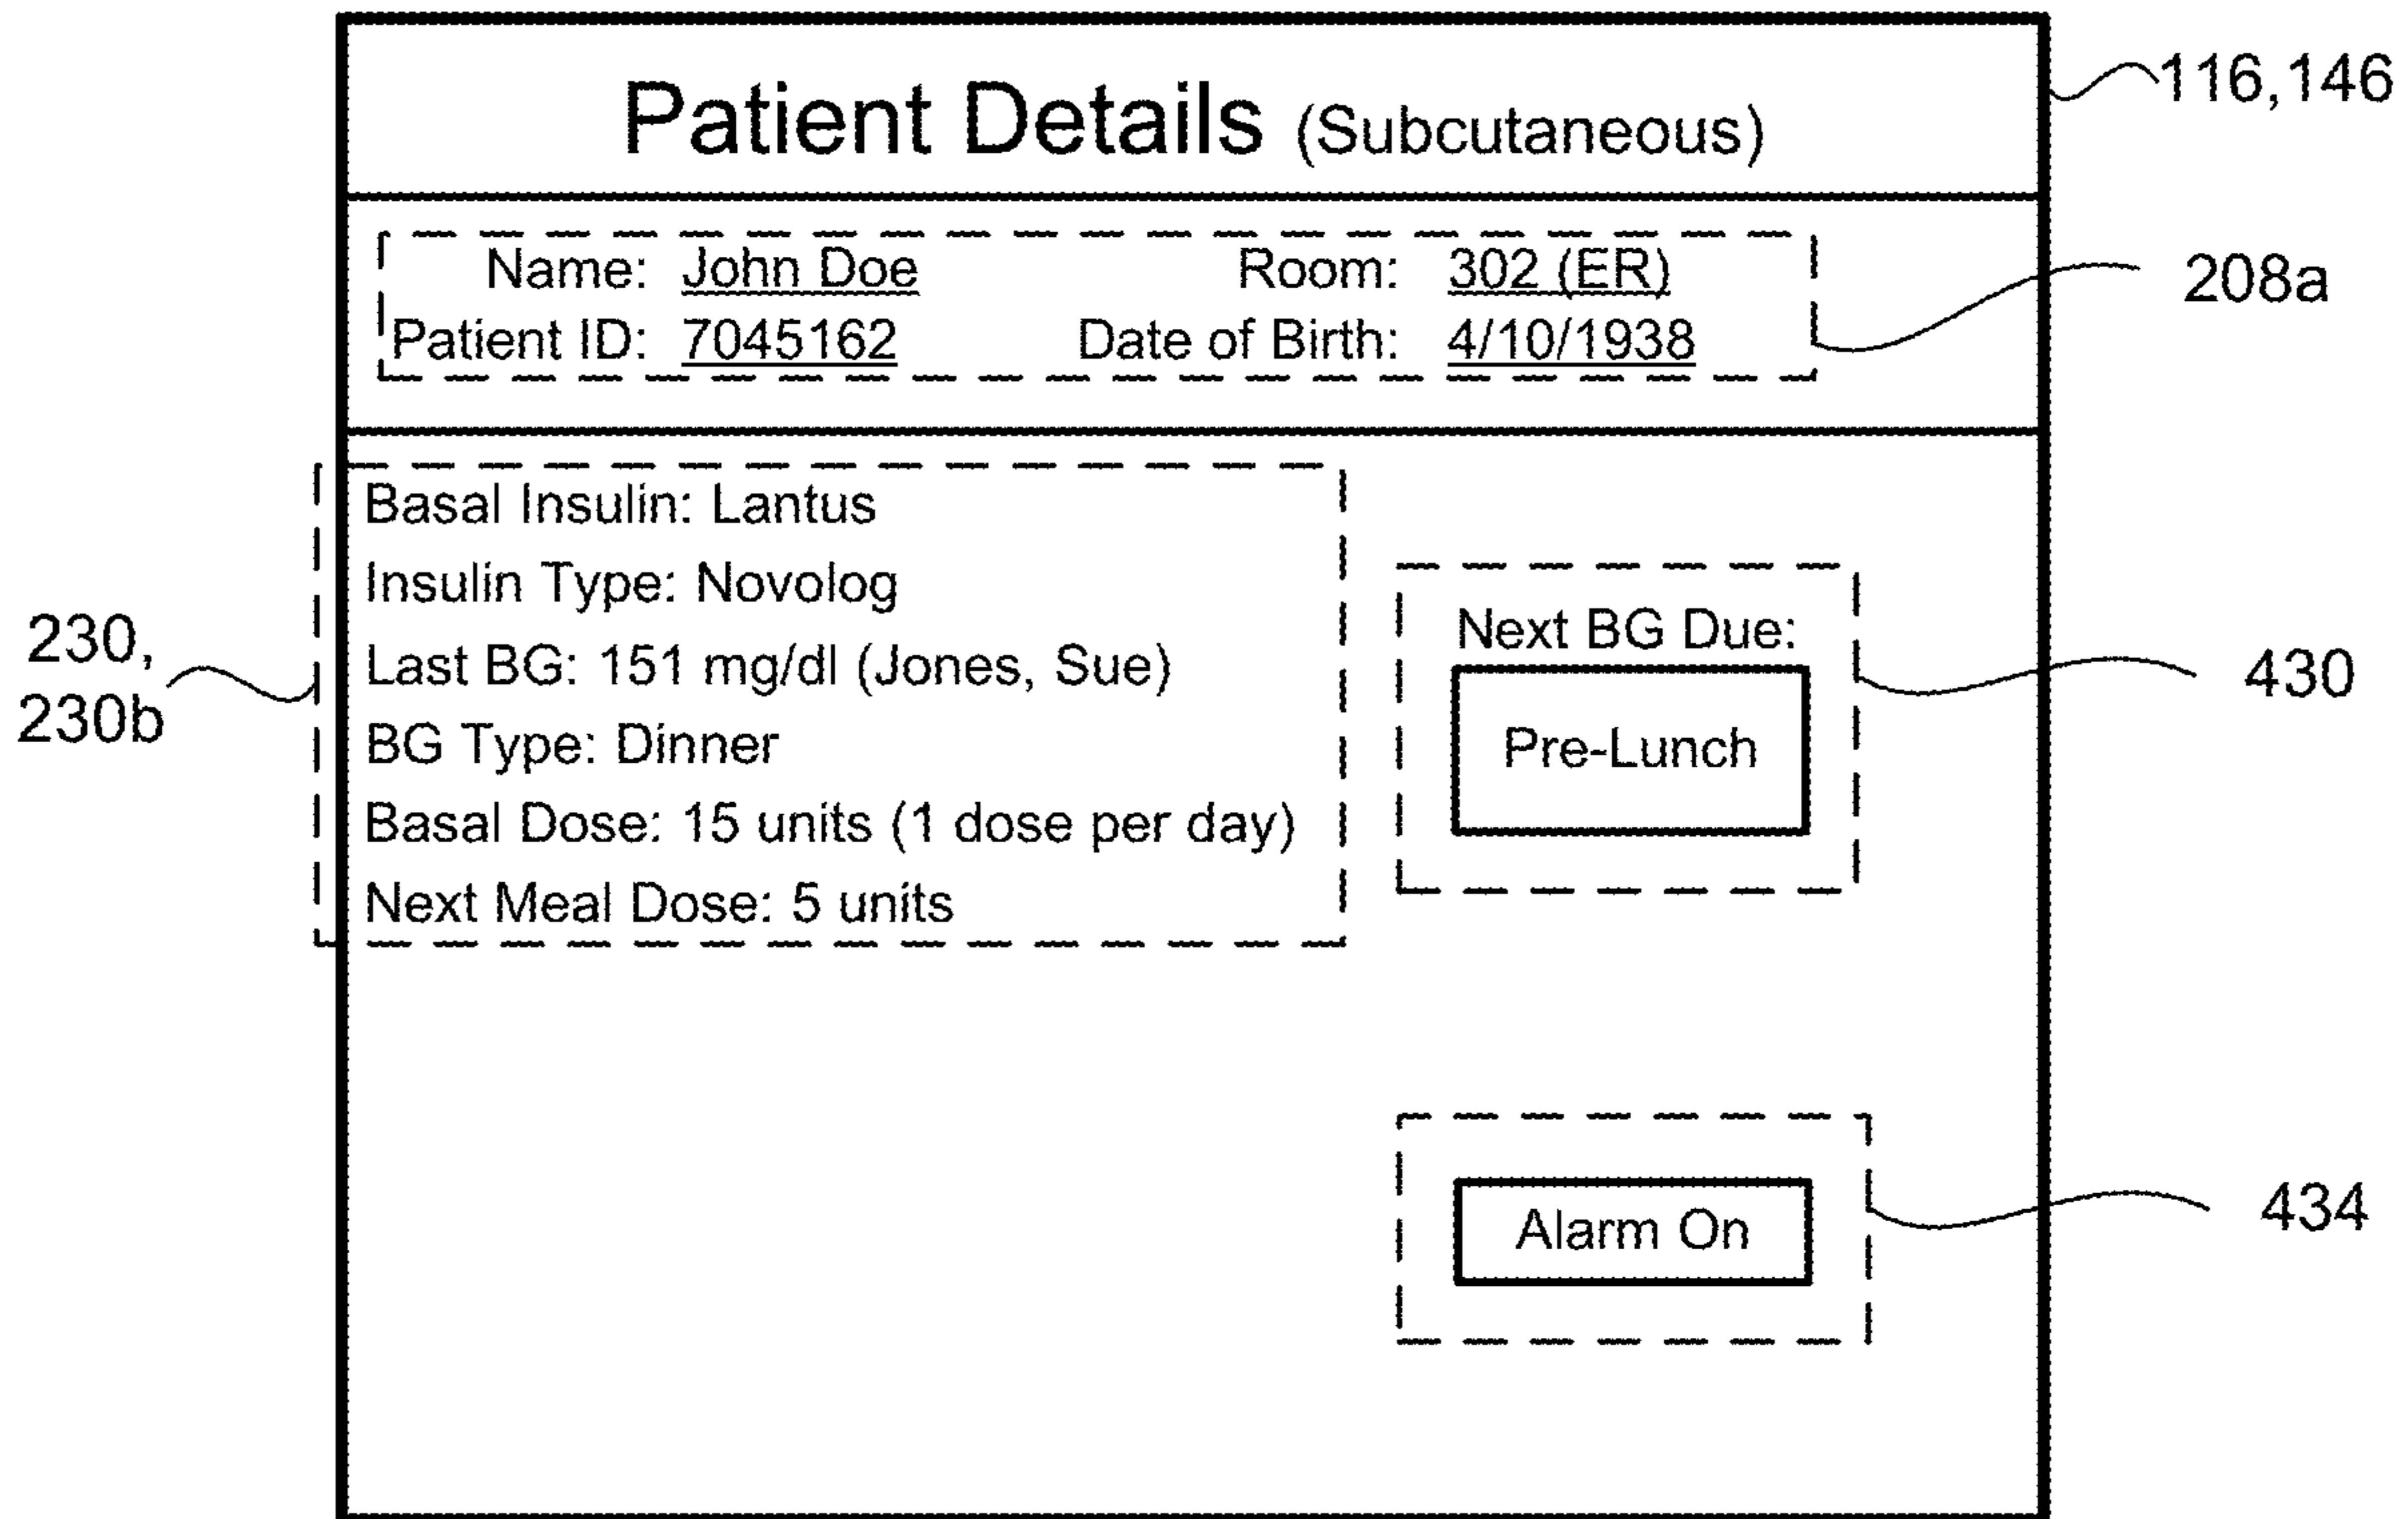 Patient Details (Subcutaneous)
116,146
Name: John Doe Room: 302 (ER)
Patient ID: 7045162 Date of Birth: 4/10/1938
208a
Basal Insulin: Lantus
Insulin Type: Novolog
Last BG: 151 mg/dl (Jones, Sue)
BG Type: Dinner
Basal Dose: 15 units (1 dose per day)
Next Meal Dose: 5 units
230,
230b
Next BG Due:
Pre-Lunch
430
Alarm On
434